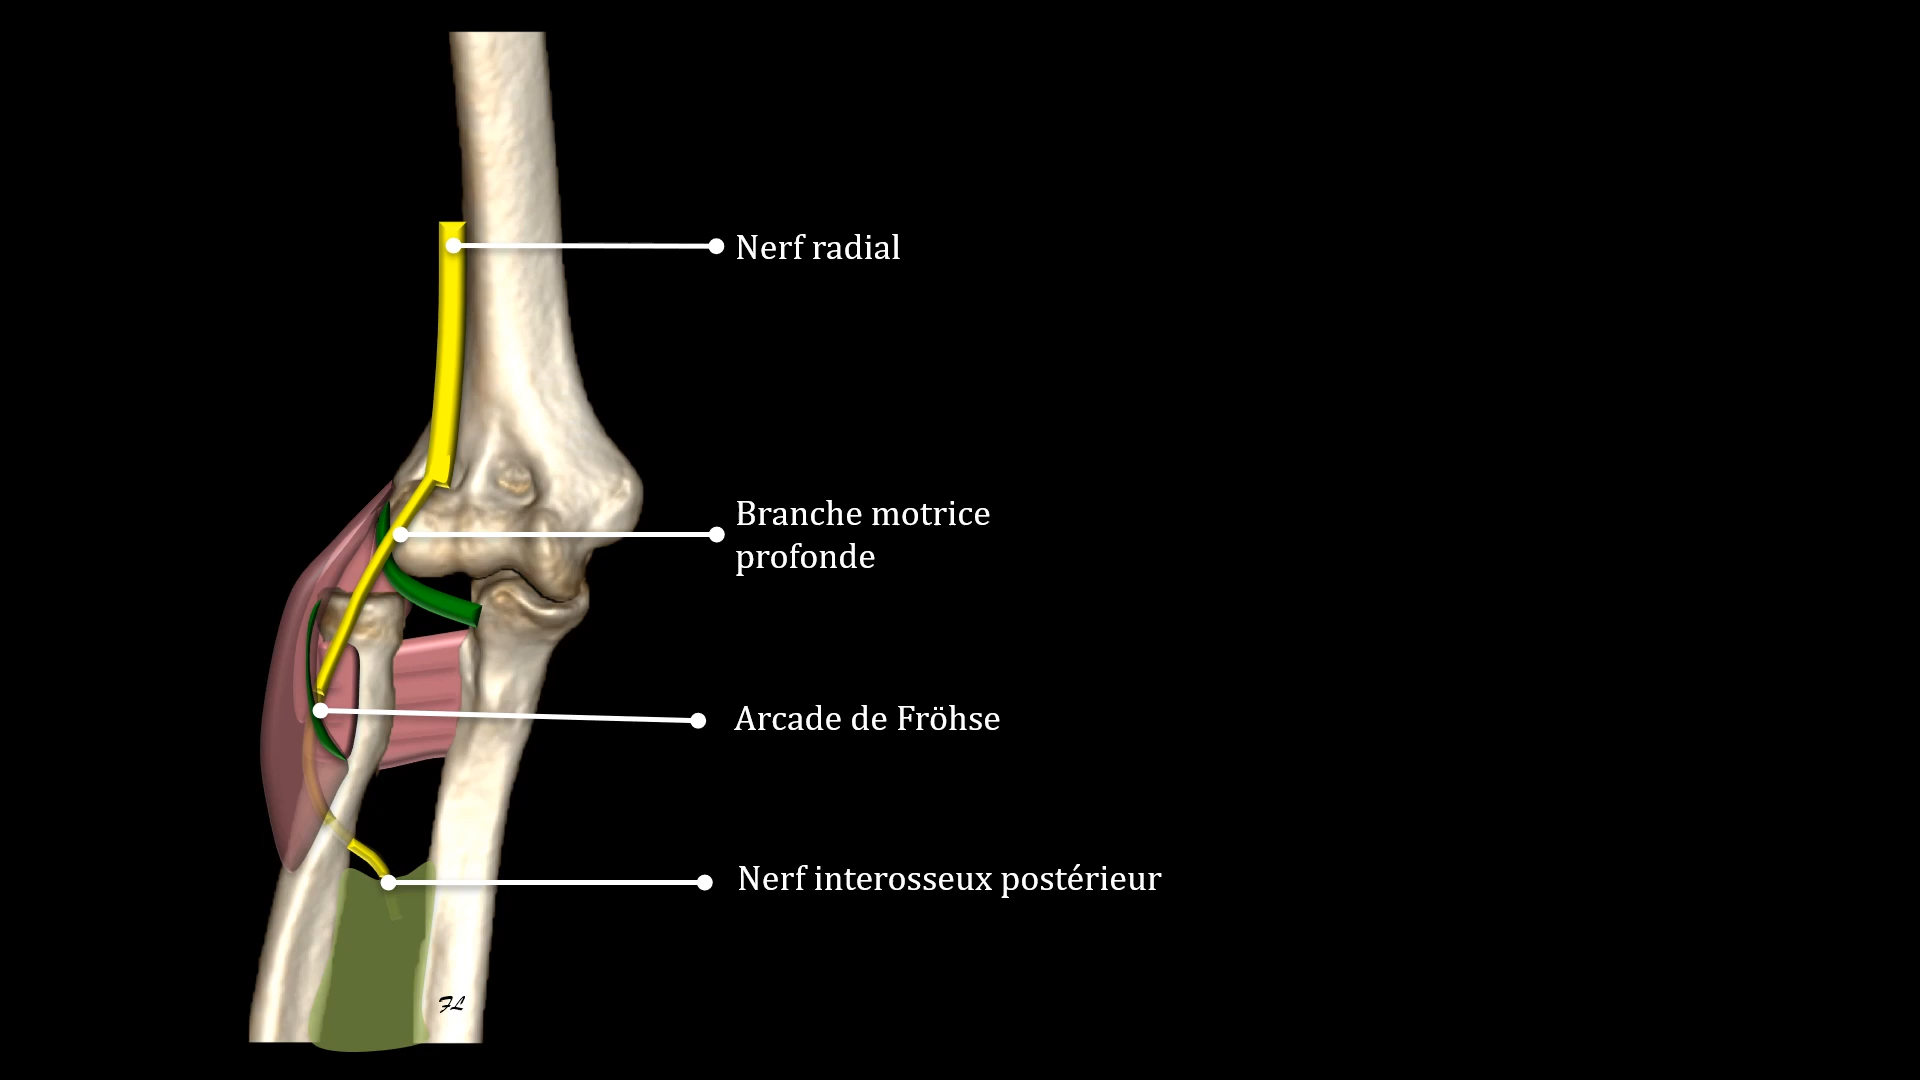 Nerf radial
Branche motrice
profonde
Arcade de Fröhse
Nerf interosseux postérieur
FL